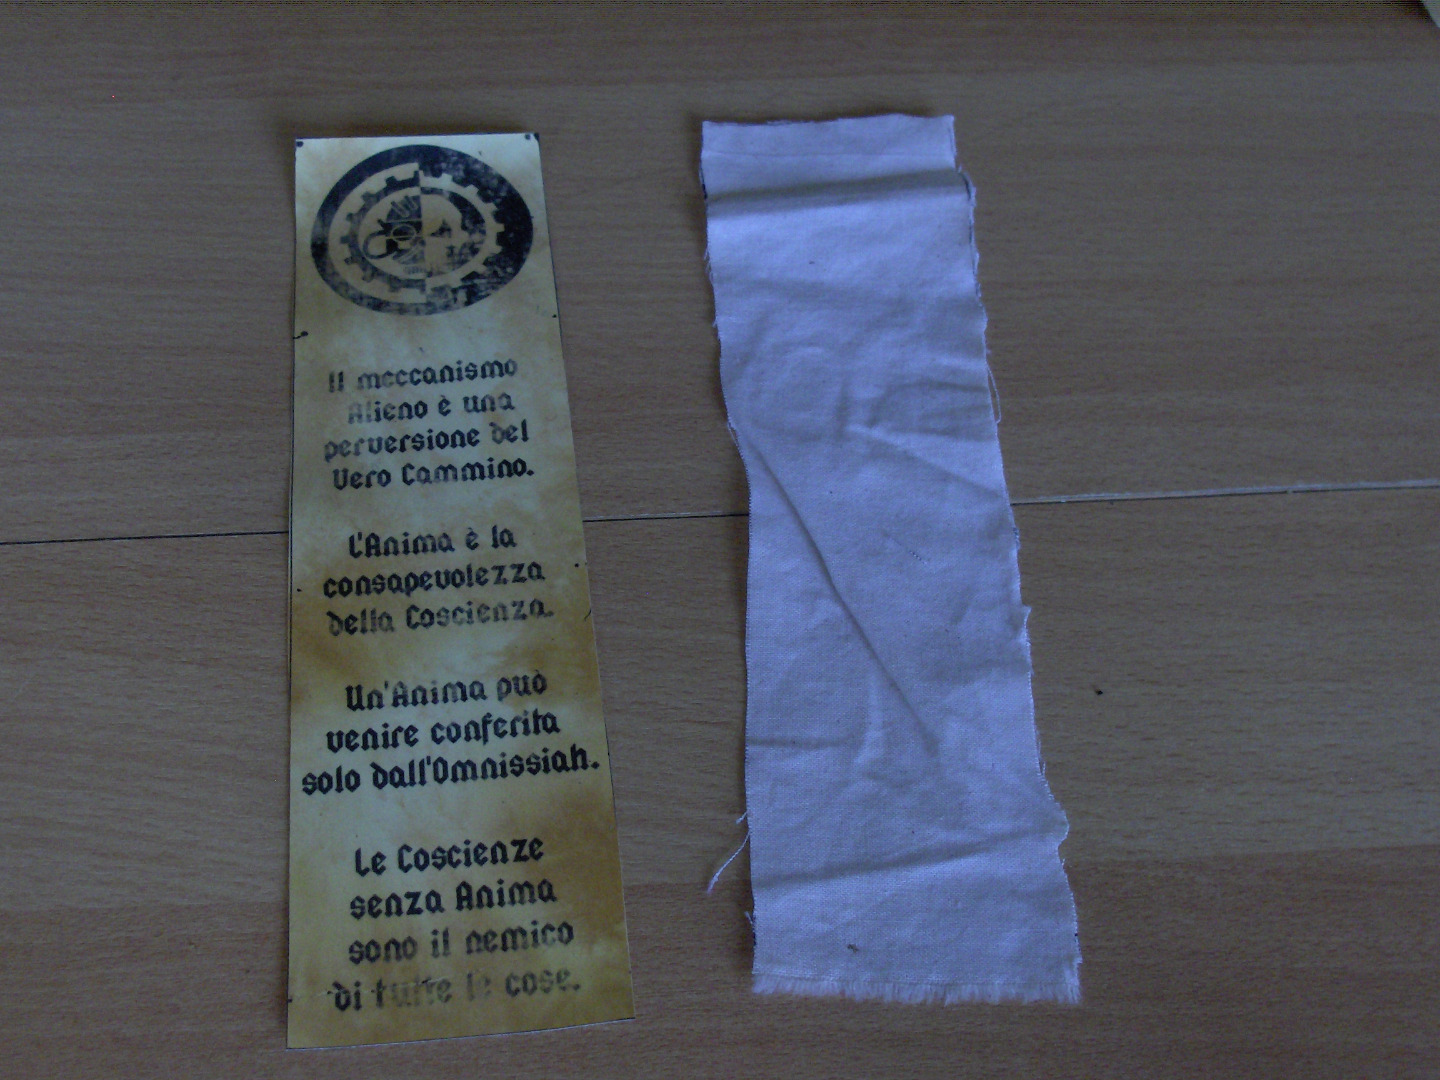 Il meccanismo
Alieno è una
perversione del
Vero Cammino.
L'Anima è la
consapevolezza
della Coscienza.
Un'Anima può
venire conferita
solo dall'Omnissiah.
Le Coscienze
senza Anima
sono il nemico
di tutte le cose.